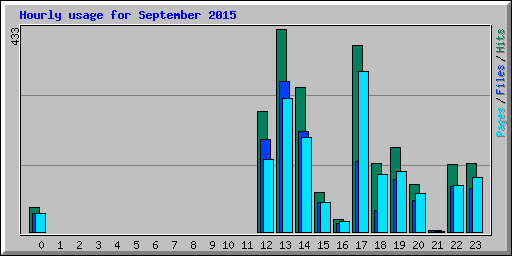 Hourly usage for September 2015
433
Pages/Files/Hits
0 1 2 3 4 5 6 7 8 9 10 11 12 13 14 15 16 17 18 19 20 21 22 23